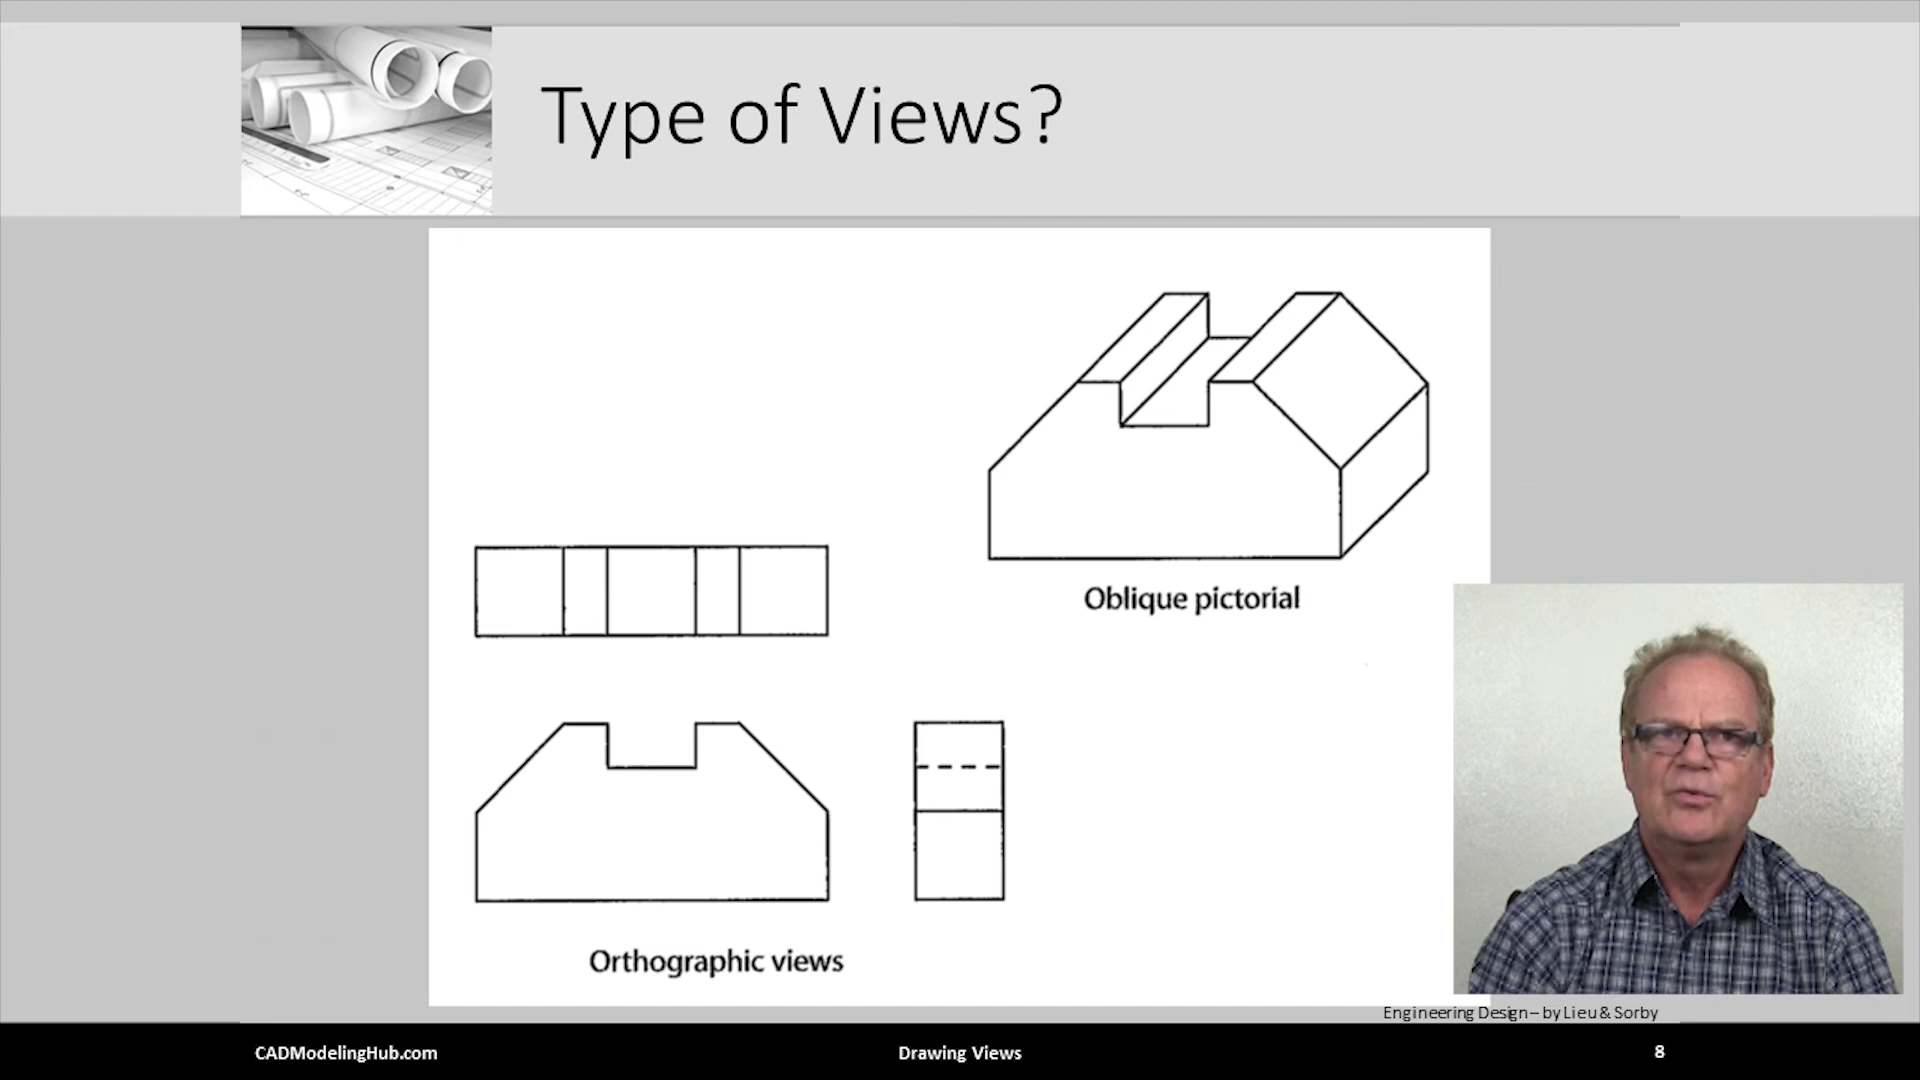 Type of Views?
Oblique pictorial
Orthographic views
Engineering Design – by Lieu & Sorby
CADModelingHub.com
Drawing Views
8